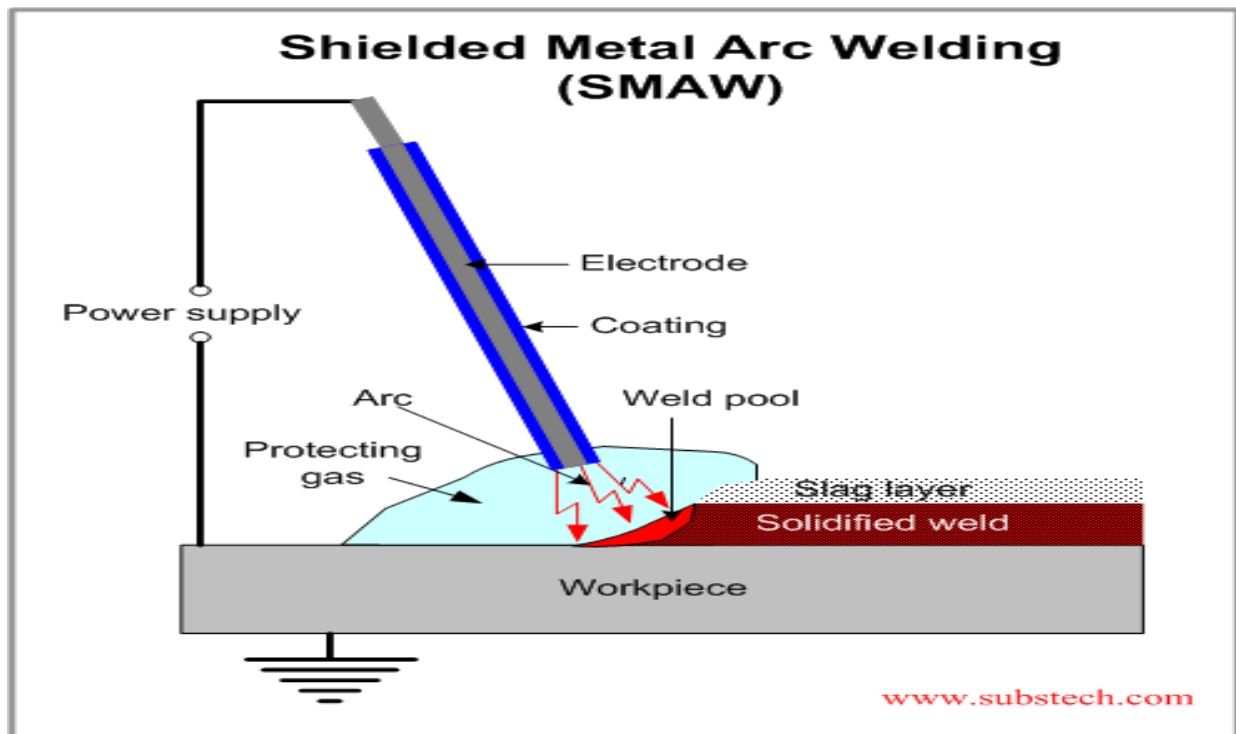 Shielded Metal Arc Welding
(SMAW)
Electrode
Power supply
Coating
Arc
Weld pool
Protecting
gas
Slag layer
Solidified weld
Workpiece
www.substech.com